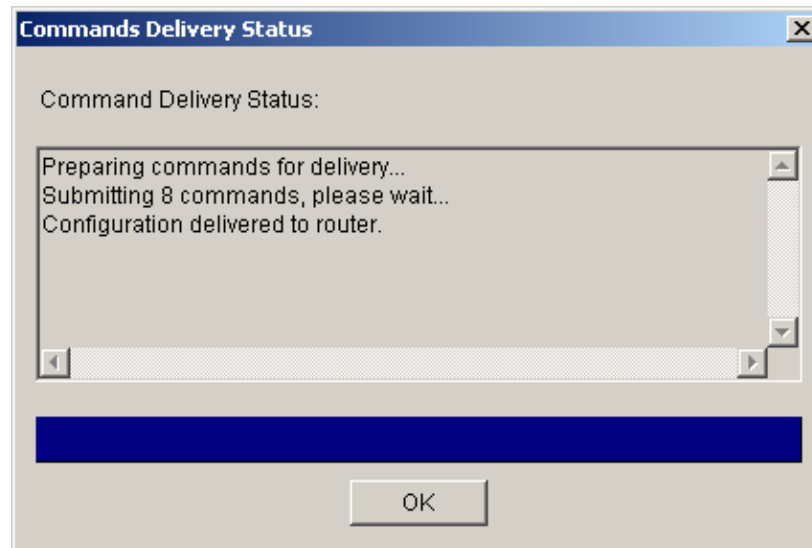 Commands Delivery Status
Command Delivery Status:
Preparing commands for delivery...
Submitting 8 commands, please wait...
Configuration delivered to router.
OK